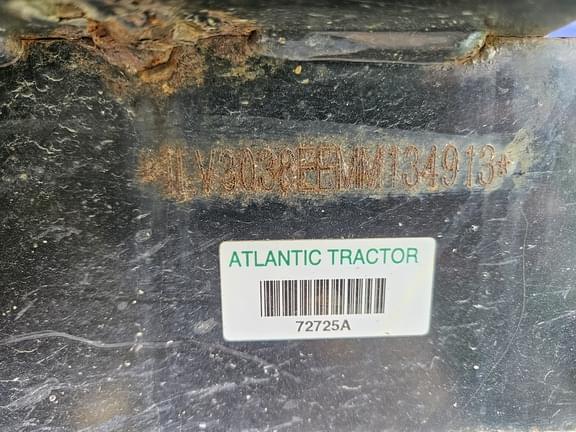 *1LV3038EEMM134913*
ATLANTIC TRACTOR
72725A